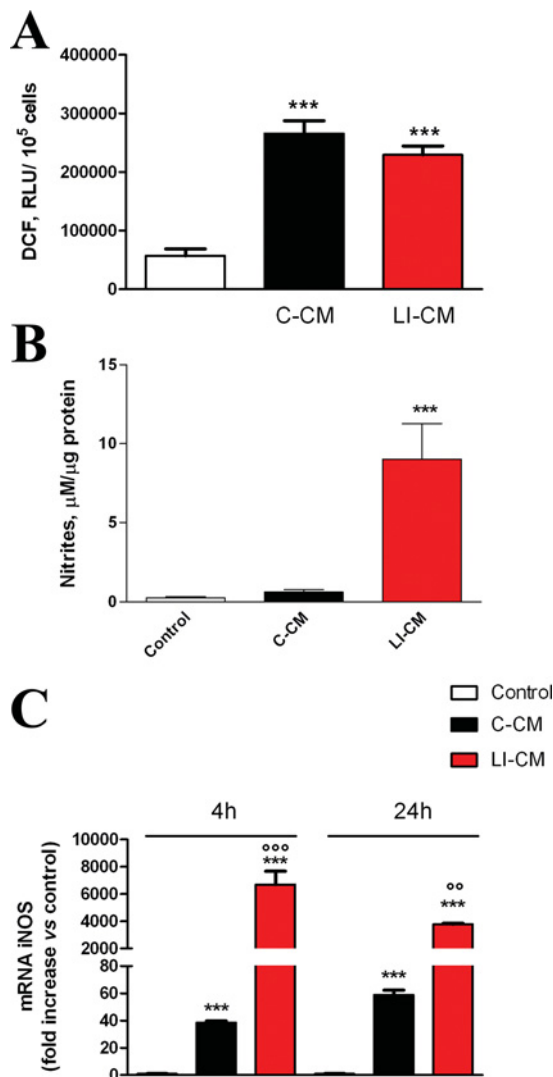 A
DCF, RLU/ 10⁵ cells
400000
300000
200000
100000
0
***
***
C-CM
LI-CM
B
Nitrites, μM/μg protein
15
10
5
0
***
Control
C-CM
LI-CM
C
Control
C-CM
LI-CM
4h
24h
mRNA iNOS
(fold increase vs control)
10000
8000
6000
4000
2000
80
60
40
20
0
***
°°°
***
***
°°
***